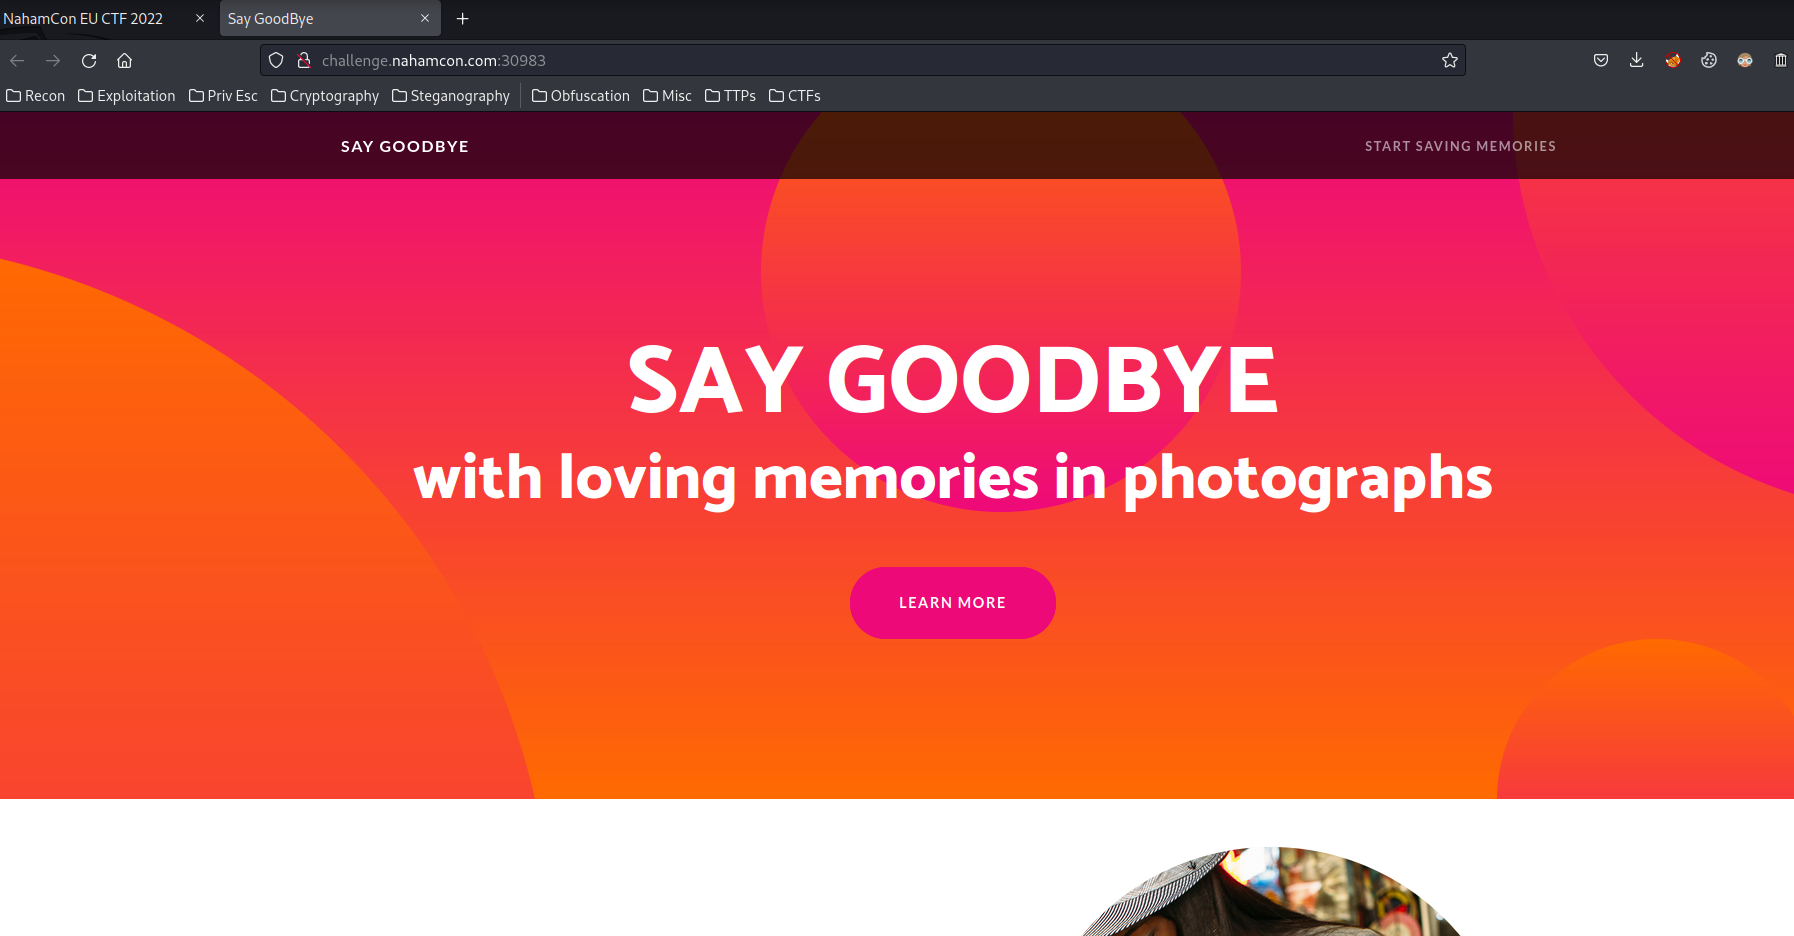 NahamCon EU CTF 2022
Say GoodBye
challenge.nahamcon.com:30983
Recon Exploitation Priv Esc Cryptography Steganography Obfuscation Misc TTPs CTFs
SAY GOODBYE START SAVING MEMORIES
SAY GOODBYE
with loving memories in photographs
LEARN MORE